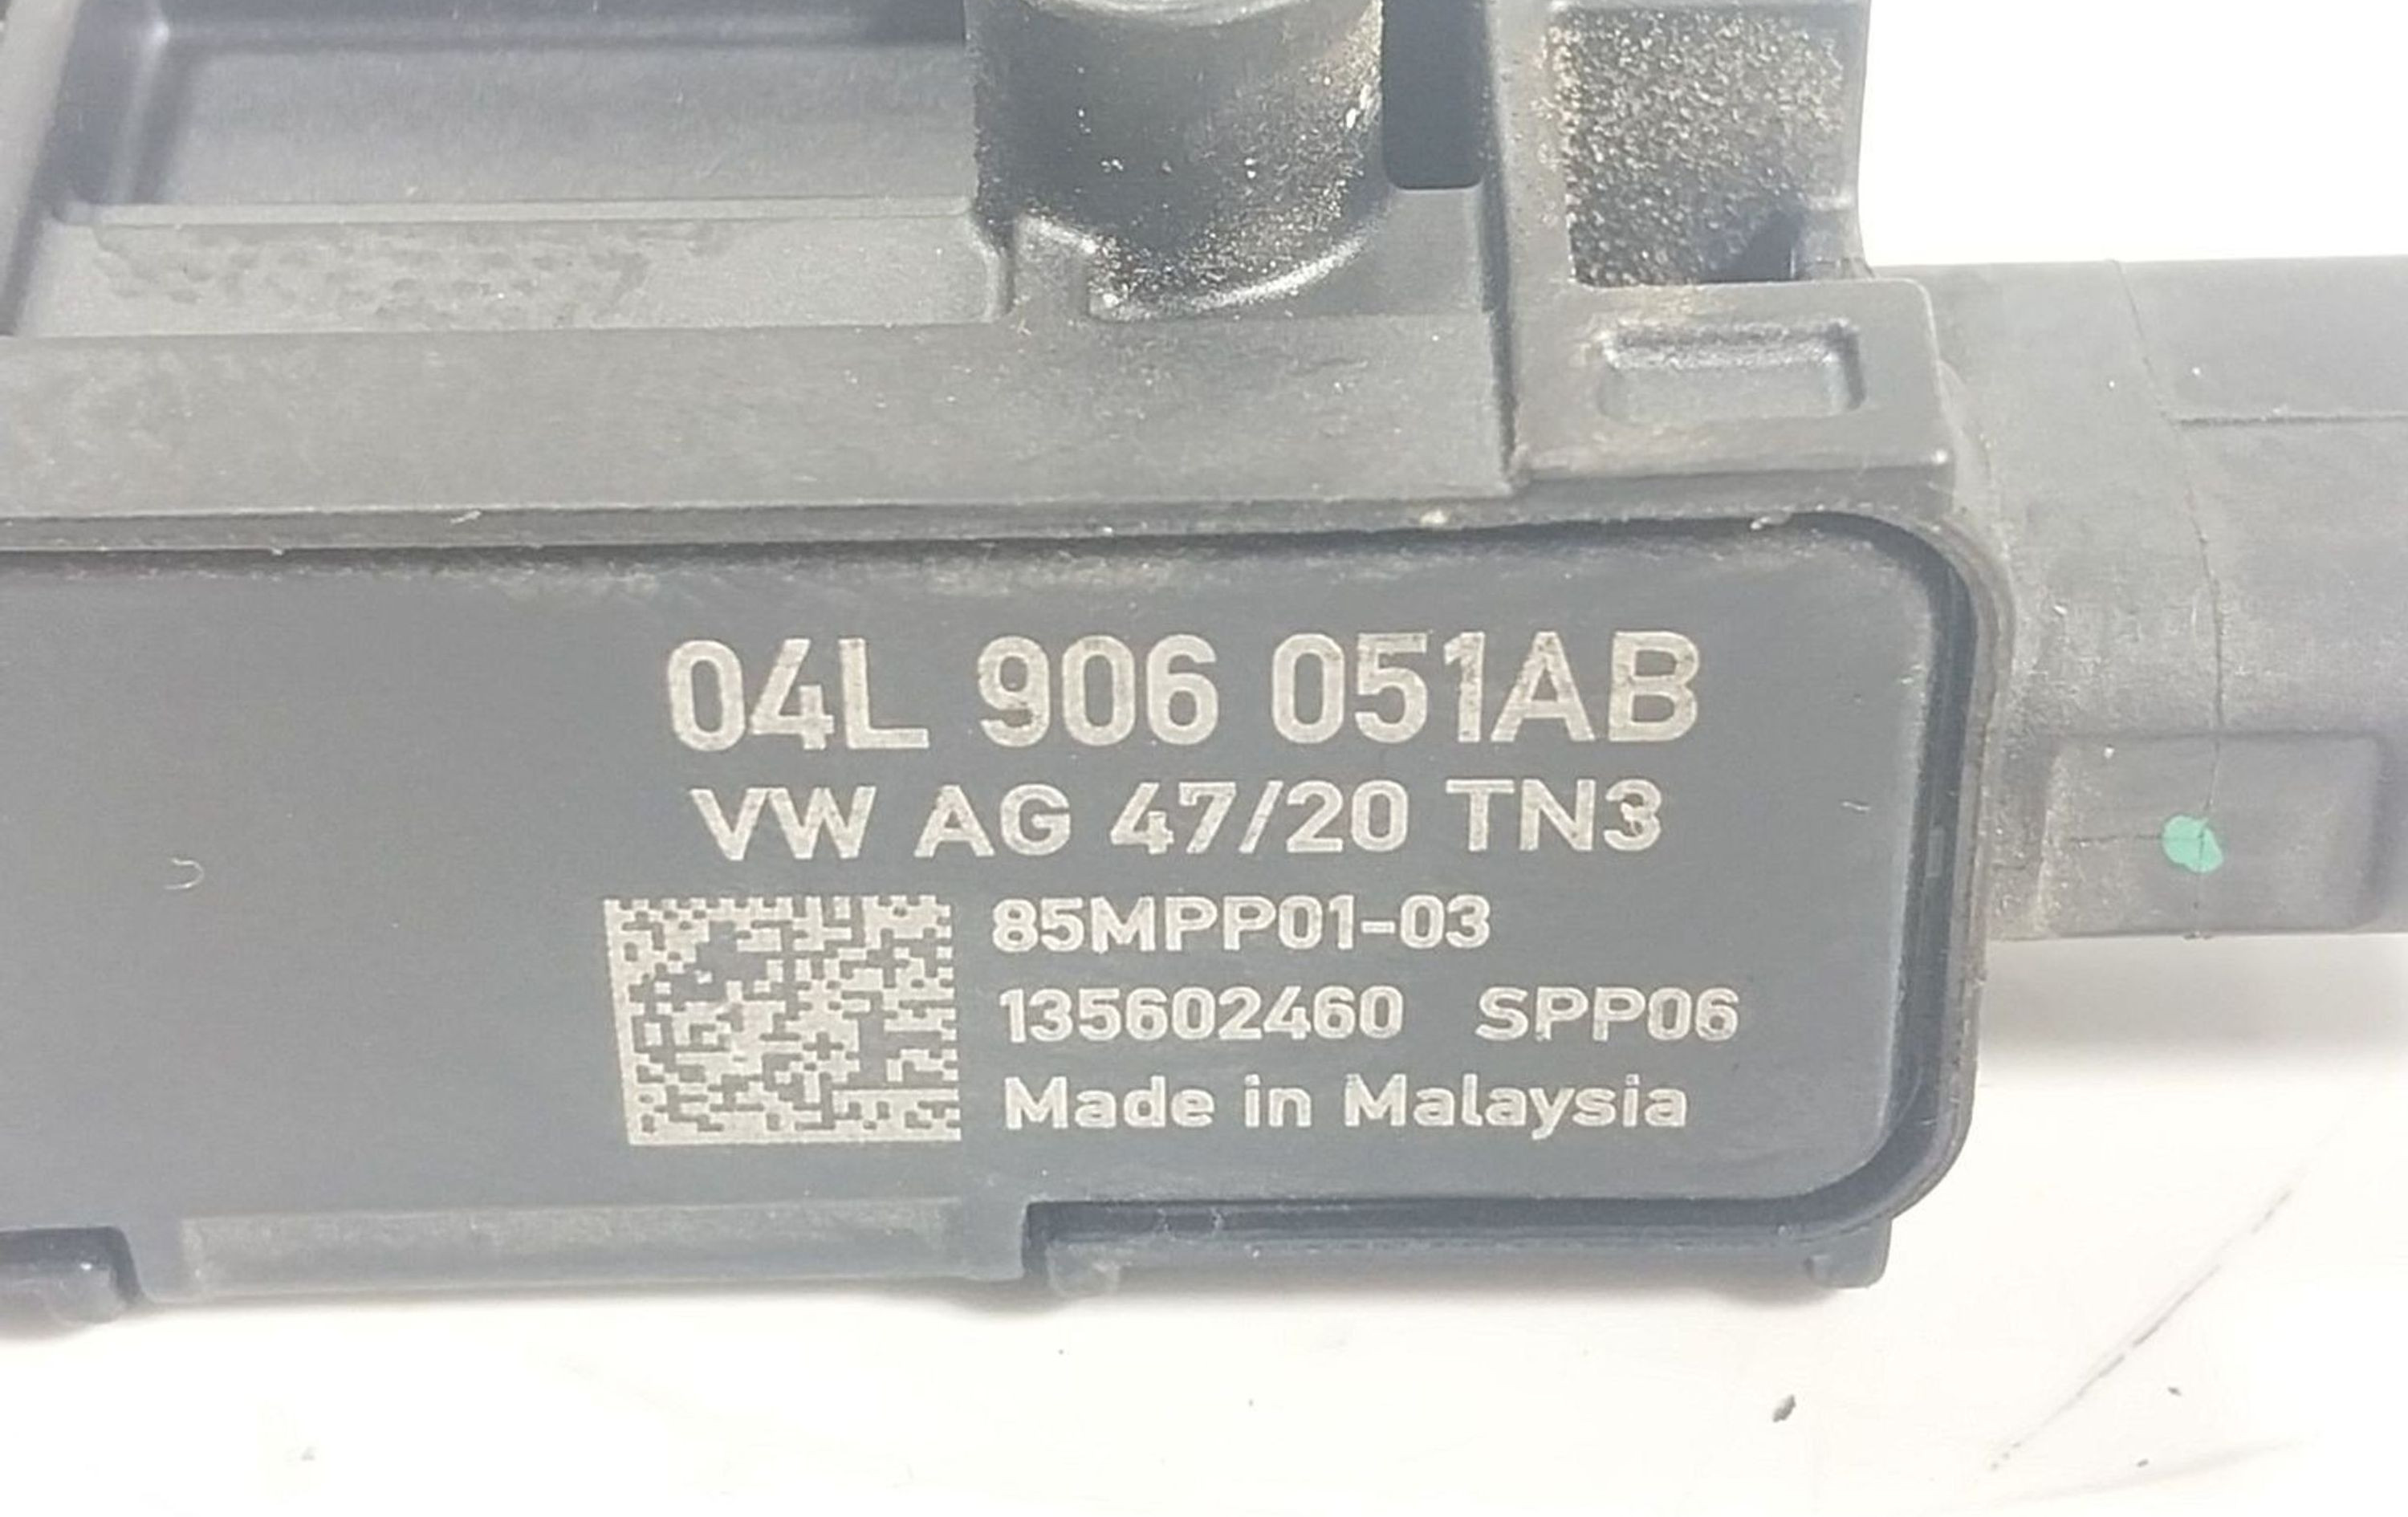 04L 906 051AB
VW AG 47/20 TN3
85MPP01-03
135602460 SPP06
Made in Malaysia